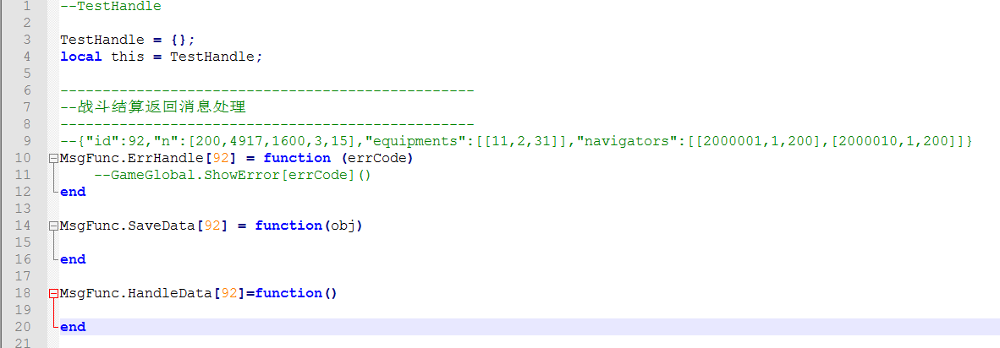 1 --TestHandle
2
3 TestHandle = {};
4 local this = TestHandle;
5
6 -------------------------------------------------
7 --战斗结算返回消息处理
8 -------------------------------------------------
9 --{"id":92,"n":[200,4917,1600,3,15],"equipments":[[11,2,31]],"navigators":[[2000001,1,200],[2000010,1,200]]}
10 MsgFunc.ErrHandle[92] = function (errCode)
11     --GameGlobal.ShowError[errCode]()
12 end
13
14 MsgFunc.SaveData[92] = function(obj)
15
16 end
17
18 MsgFunc.HandleData[92]=function()
19
20 end
21